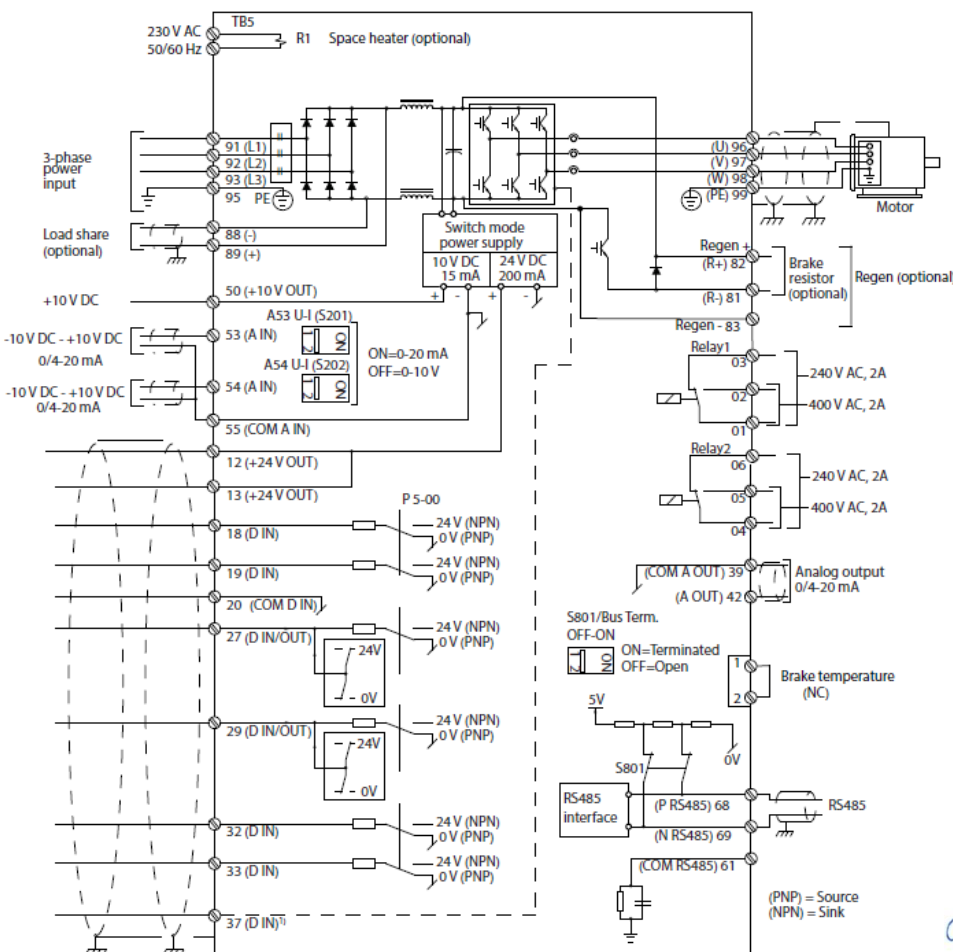 TB5
230 V AC
50/60 Hz
R1 Space heater (optional)
3-phase
power
input
91 (L1)
92 (L2)
93 (L3)
95 PE
(U) 96
(V) 97
(W) 98
(PE) 99
Motor
Load share
(optional)
88 (-)
89 (+)
Switch mode
power supply
10 V DC
15 mA
24 V DC
200 mA
+ - + -
Regen +
(R+) 82
(R-) 81
Brake
resistor
(optional)
Regen (optional)
Regen - 83
+10 V DC
50 (+10 V OUT)
A53 U-I (S201)
ON
1 2
A54 U-I (S202)
ON
1 2
ON=0-20 mA
OFF=0-10 V
-10 V DC - +10 V DC
0/4-20 mA
53 (A IN)
-10 V DC - +10 V DC
0/4-20 mA
54 (A IN)
55 (COM A IN)
Relay1
03
02
01
240 V AC, 2A
400 V AC, 2A
Relay2
06
05
04
240 V AC, 2A
400 V AC, 2A
12 (+24 V OUT)
13 (+24 V OUT)
P 5-00
18 (D IN)
24 V (NPN)
0 V (PNP)
19 (D IN)
24 V (NPN)
0 V (PNP)
20 (COM D IN)
27 (D IN/OUT)
24 V (NPN)
0 V (PNP)
24V
0V
29 (D IN/OUT)
24 V (NPN)
0 V (PNP)
24V
0V
32 (D IN)
24 V (NPN)
0 V (PNP)
33 (D IN)
24 V (NPN)
0 V (PNP)
37 (D IN)¹⁾
(COM A OUT) 39
(A OUT) 42
Analog output
0/4-20 mA
S801/Bus Term.
OFF-ON
ON
1 2
ON=Terminated
OFF=Open
1
2
Brake temperature
(NC)
5V
0V
S801
RS485
interface
(P RS485) 68
(N RS485) 69
RS485
(COM RS485) 61
(PNP) = Source
(NPN) = Sink